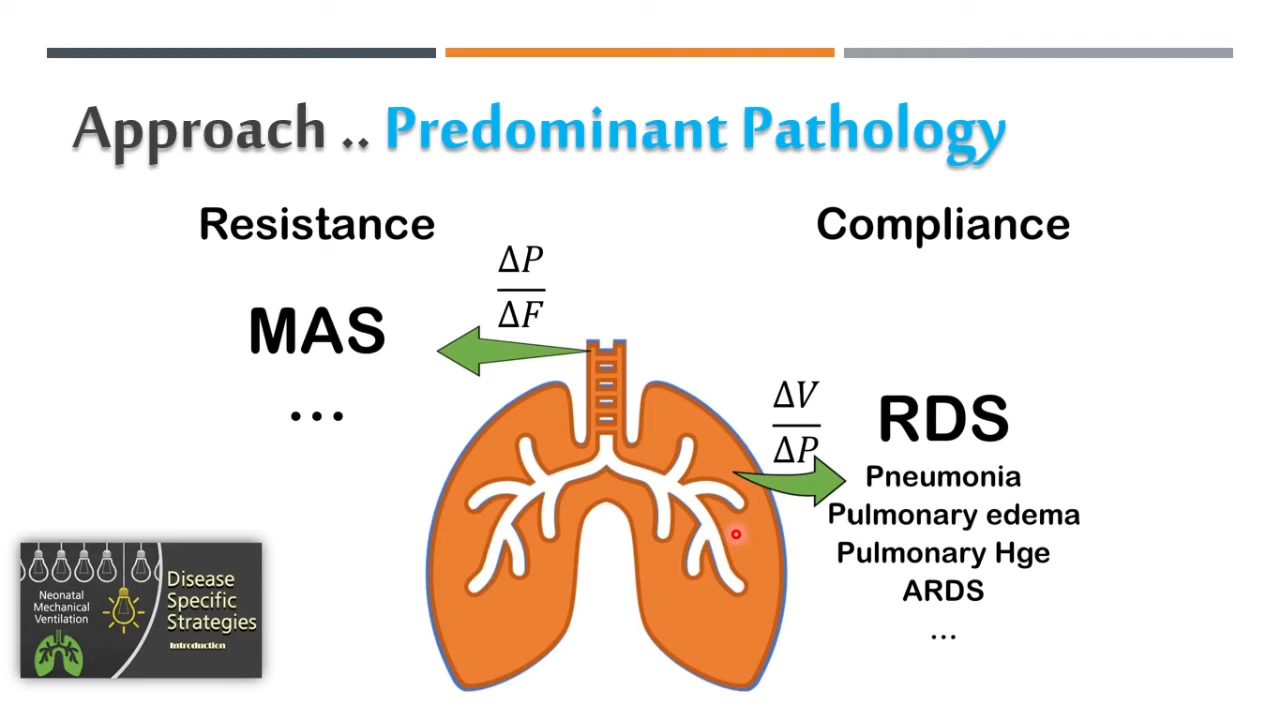 Approach .. Predominant Pathology
Resistance
Compliance
ΔP
ΔF
MAS
...
ΔV
ΔP
RDS
Pneumonia
Pulmonary edema
Pulmonary Hge
ARDS
...
Neonatal
Mechanical
Ventilation
Disease
Specific
Strategies
Introduction